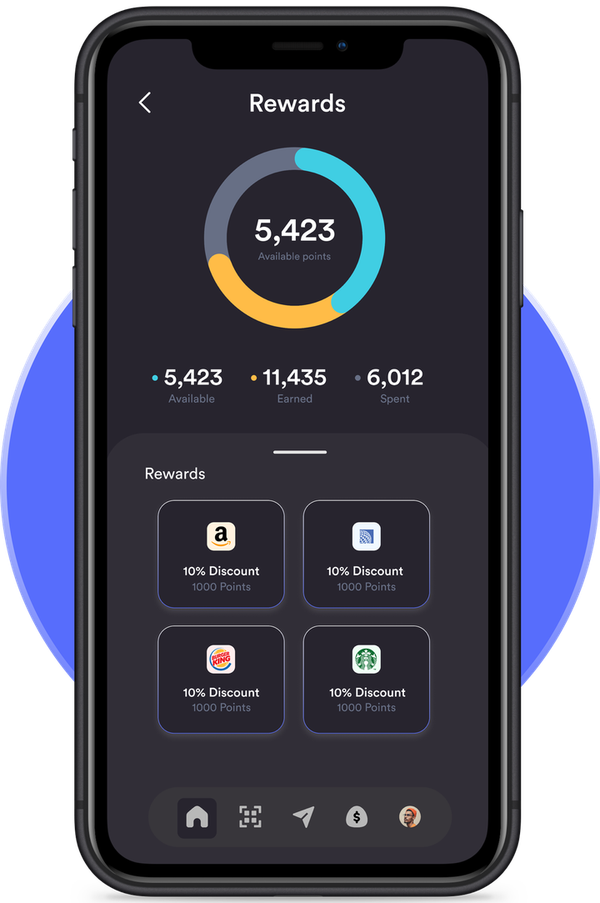 Rewards
5,423
Available points
5,423 11,435 6,012
Available Earned Spent
Rewards
a
10% Discount 10% Discount
1000 Points 1000 Points
BURGER
KING
10% Discount 10% Discount
1000 Points 1000 Points
$